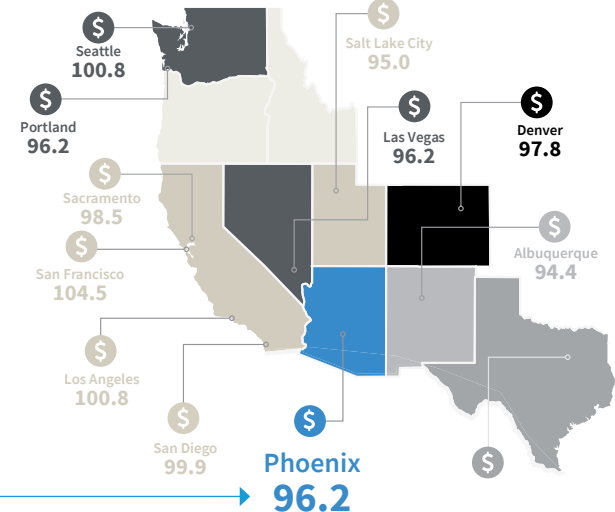 $
Seattle
100.8
$
Salt Lake City
95.0
$
Portland
96.2
$
Las Vegas
96.2
$
Denver
97.8
$
Sacramento
98.5
$
San Francisco
104.5
$
Albuquerque
94.4
$
Los Angeles
100.8
$
San Diego
99.9
$
Phoenix
96.2
$